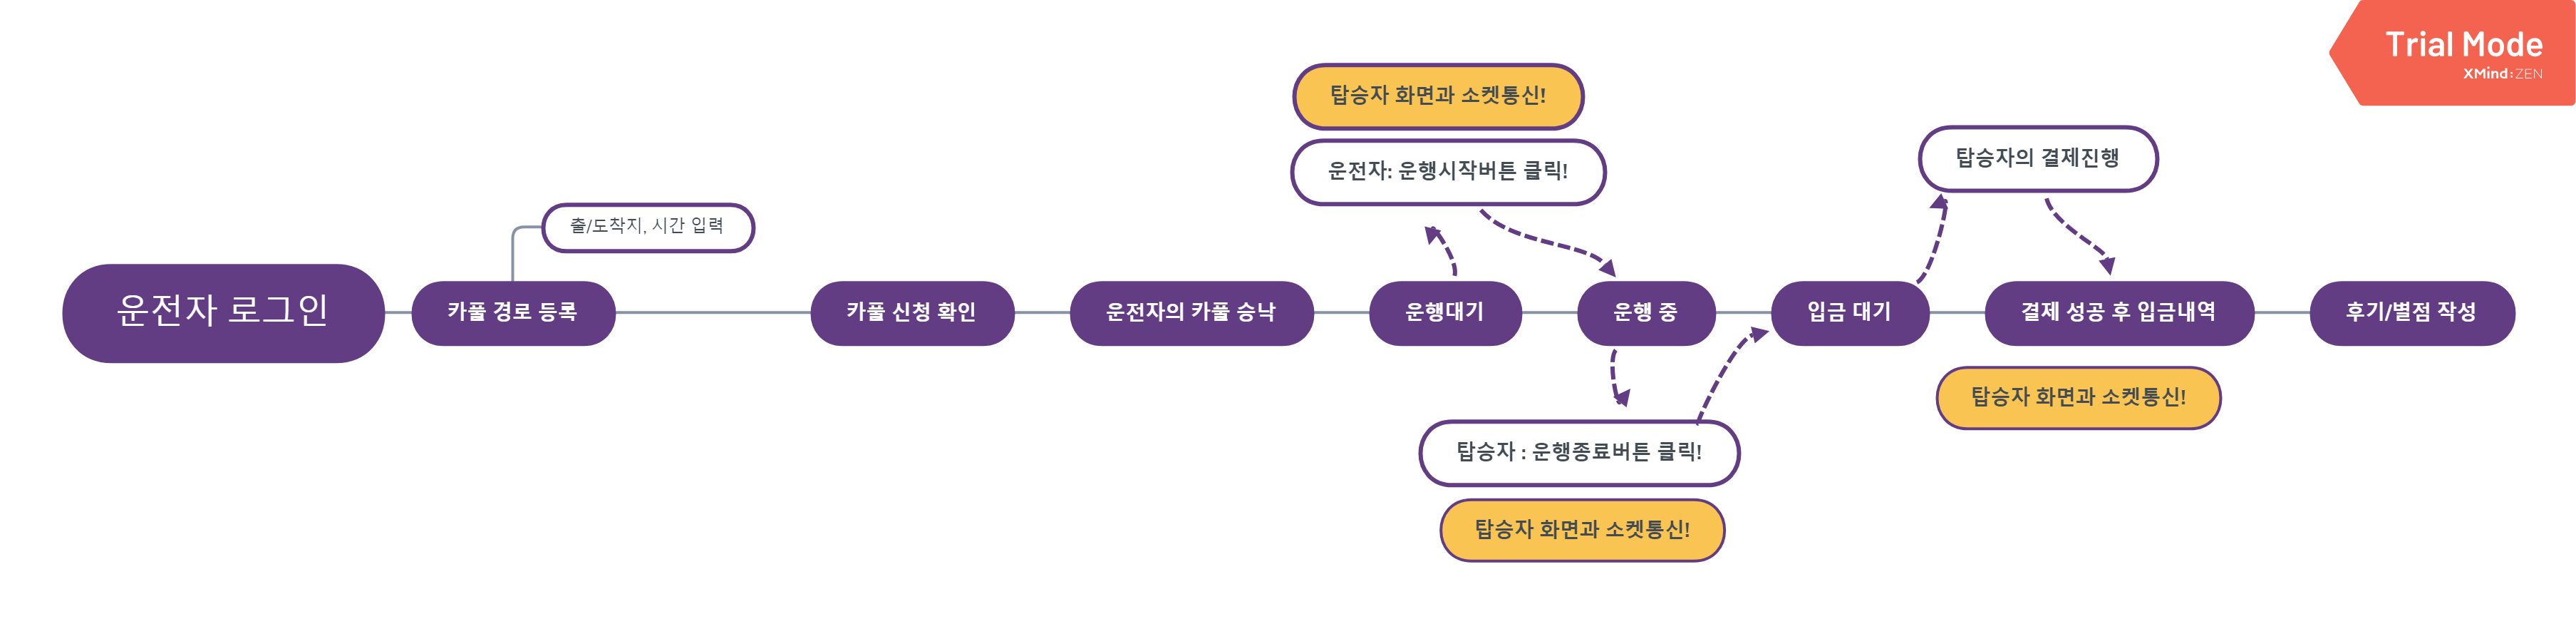 Trial Mode
XMind:ZEN
탑승자 화면과 소켓통신!
운전자: 운행시작버튼 클릭!
탑승자의 결제진행
출/도착지, 시간 입력
운전자 로그인
카풀 경로 등록
카풀 신청 확인
운전자의 카풀 승낙
운행대기
운행 중
입금 대기
결제 성공 후 입금내역
후기/별점 작성
탑승자 화면과 소켓통신!
탑승자 : 운행종료버튼 클릭!
탑승자 화면과 소켓통신!